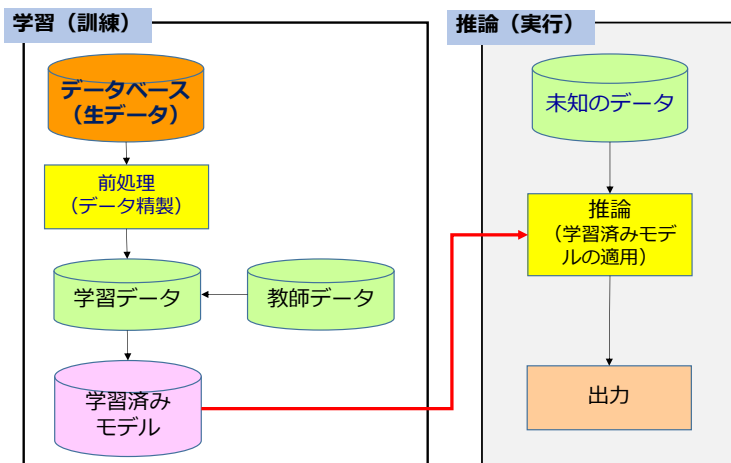 学習（訓練）
データベース
（生データ）
前処理
（データ精製）
学習データ
教師データ
学習済み
モデル
推論（実行）
未知のデータ
推論
（学習済みモデ
ルの適用）
出力